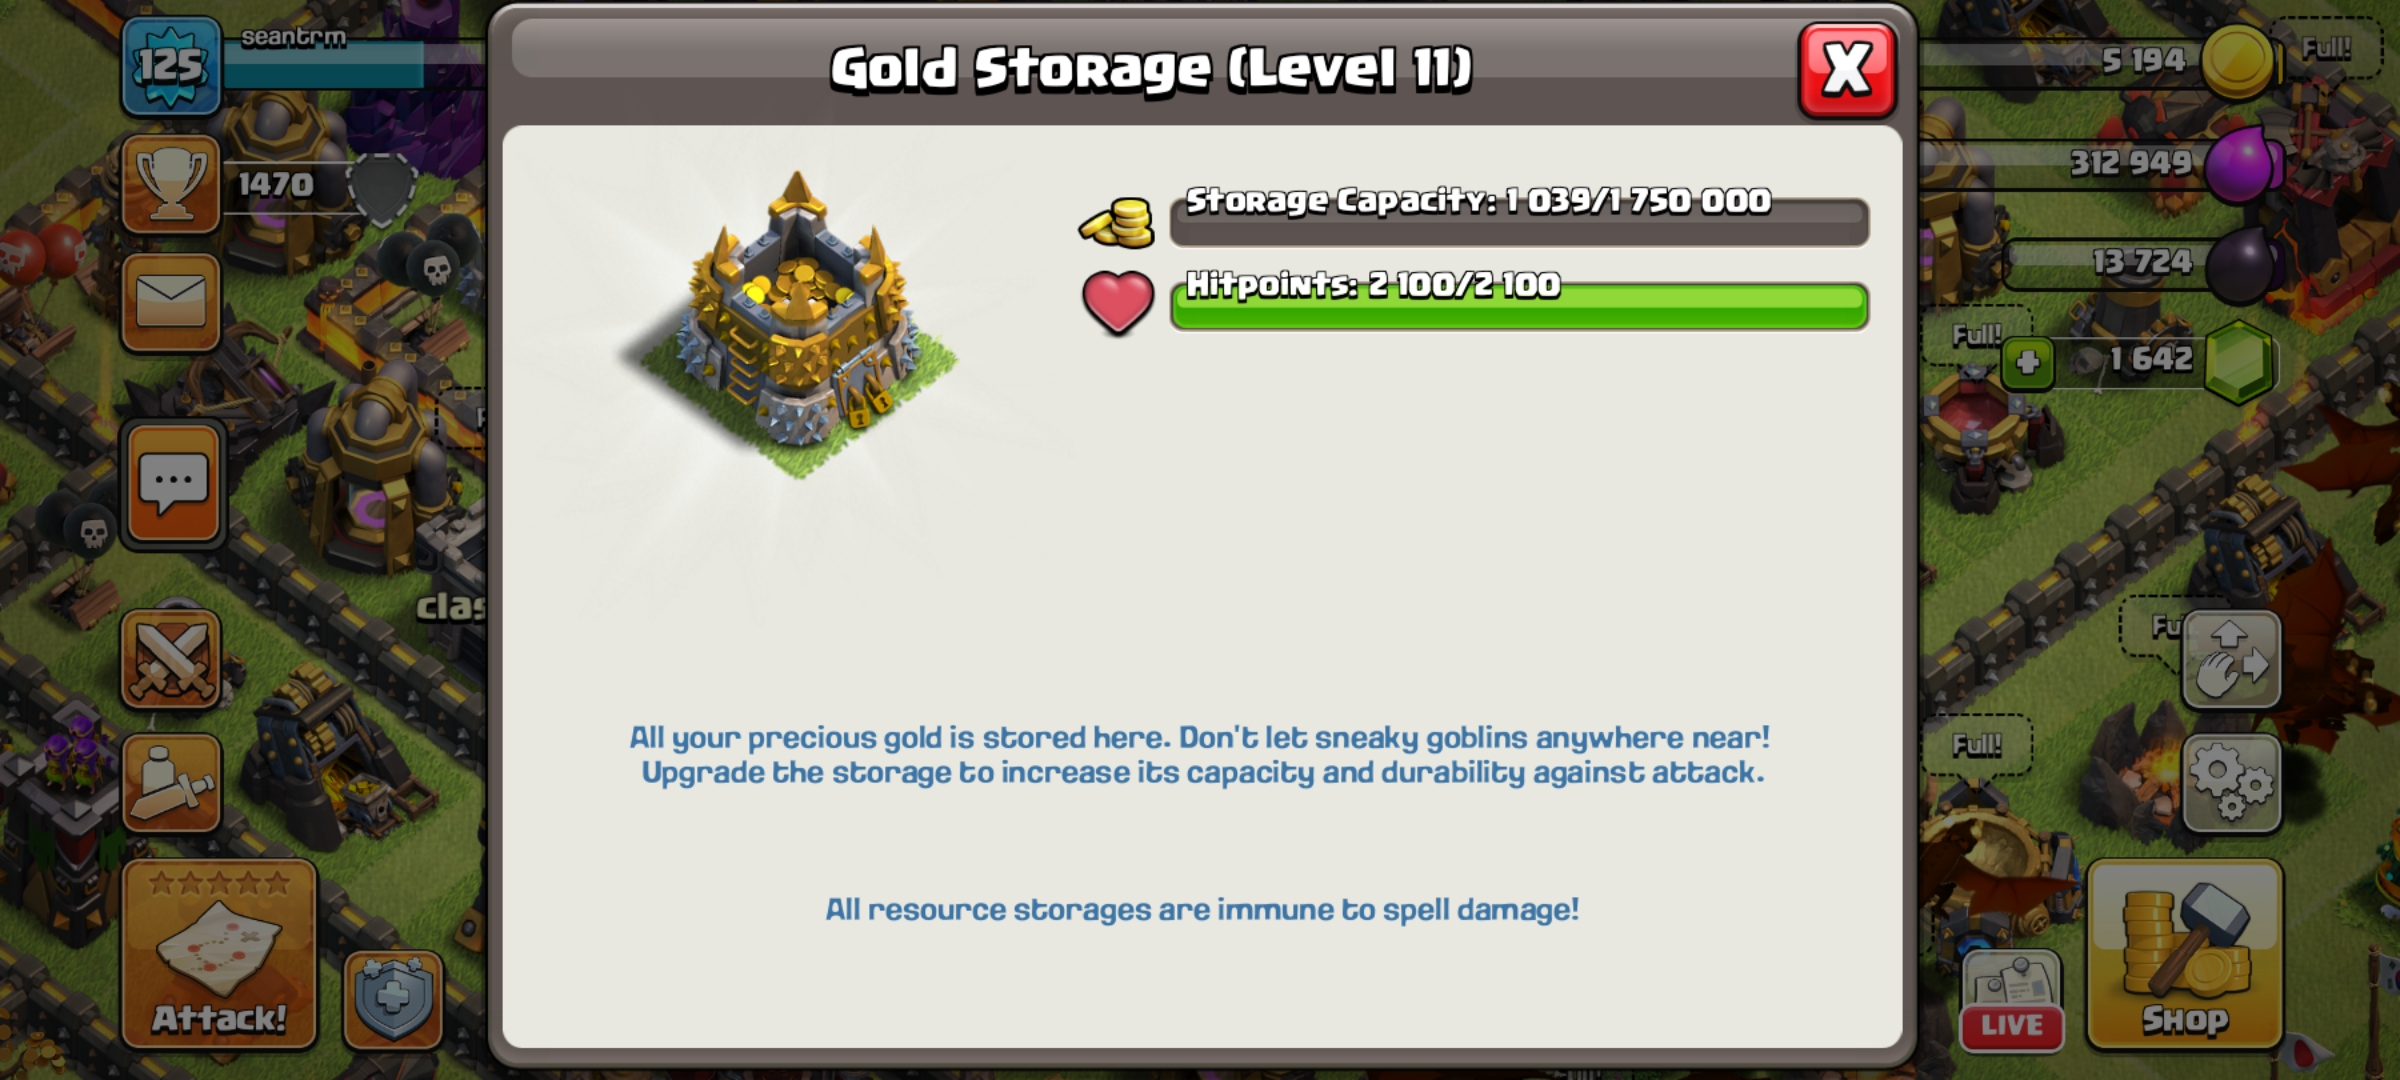 125
seantrm
Gold Storage (Level 11)
X
5 194
Full!
1470
Storage Capacity: 1 039/1 750 000
312 949
Hitpoints: 2 100/2 100
13 724
Full!
1 642
clas
Fu
All your precious gold is stored here. Don't let sneaky goblins anywhere near!
Upgrade the storage to increase its capacity and durability against attack.
Full!
All resource storages are immune to spell damage!
Attack!
LIVE
Shop